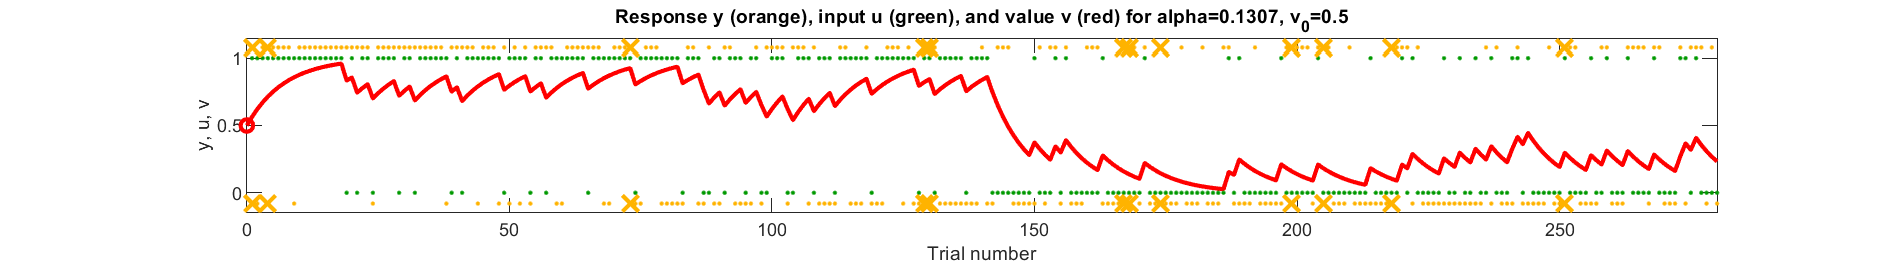 Response y (orange), input u (green), and value v (red) for alpha=0.1307, v0=0.5
y, u, v
1
0.5
0
0 50 100 150 200 250
Trial number